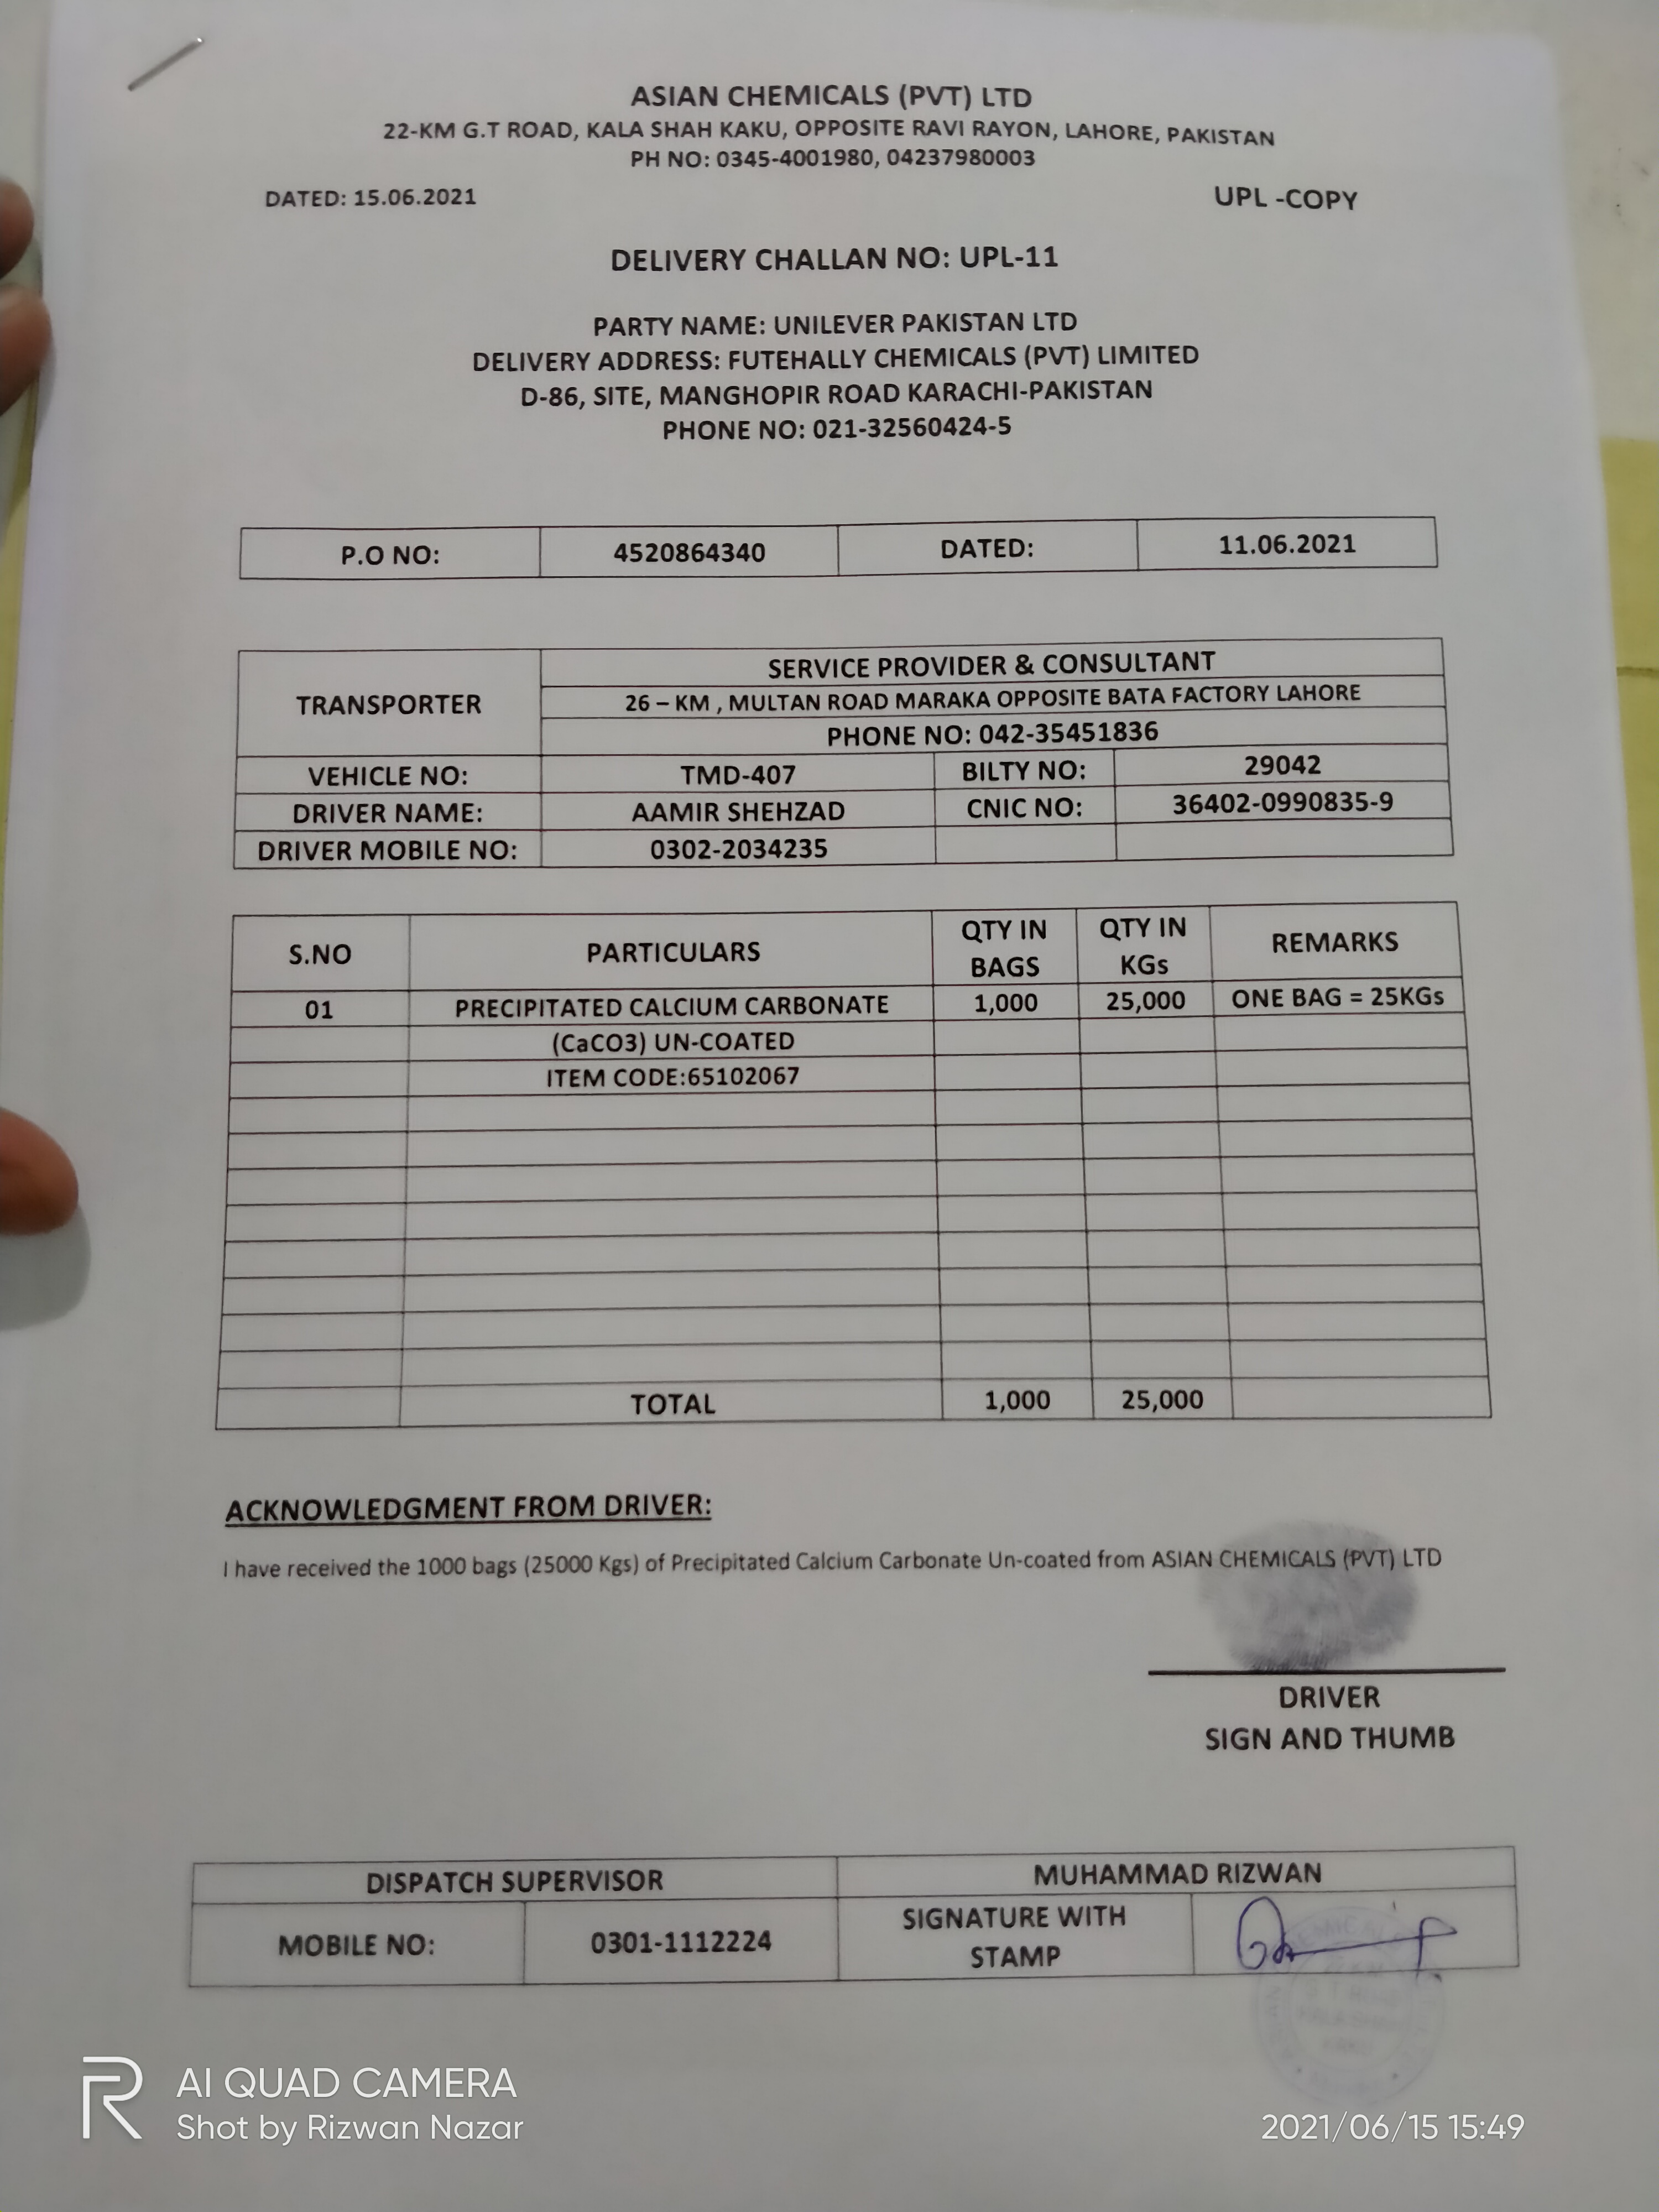 ASIAN CHEMICALS (PVT) LTD
22-KM G.T ROAD, KALA SHAH KAKU, OPPOSITE RAVI RAYON, LAHORE, PAKISTAN
PH NO: 0345-4001980, 04237980003
DATED: 15.06.2021 UPL -COPY
DELIVERY CHALLAN NO: UPL-11
PARTY NAME: UNILEVER PAKISTAN LTD
DELIVERY ADDRESS: FUTEHALLY CHEMICALS (PVT) LIMITED
D-86, SITE, MANGHOPIR ROAD KARACHI-PAKISTAN
PHONE NO: 021-32560424-5
P.O NO: 4520864340 DATED: 11.06.2021
TRANSPORTER
SERVICE PROVIDER & CONSULTANT
26 – KM , MULTAN ROAD MARAKA OPPOSITE BATA FACTORY LAHORE
PHONE NO: 042-35451836
VEHICLE NO: TMD-407 BILTY NO: 29042
DRIVER NAME: AAMIR SHEHZAD CNIC NO: 36402-0990835-9
DRIVER MOBILE NO: 0302-2034235
S.NO PARTICULARS QTY IN BAGS QTY IN KGs REMARKS
01 PRECIPITATED CALCIUM CARBONATE 1,000 25,000 ONE BAG = 25KGs
(CaCO3) UN-COATED
ITEM CODE:65102067
TOTAL 1,000 25,000
ACKNOWLEDGMENT FROM DRIVER:
I have received the 1000 bags (25000 Kgs) of Precipitated Calcium Carbonate Un-coated from ASIAN CHEMICALS (PVT) LTD
DRIVER
SIGN AND THUMB
DISPATCH SUPERVISOR MUHAMMAD RIZWAN
MOBILE NO: 0301-1112224 SIGNATURE WITH STAMP
AI QUAD CAMERA
Shot by Rizwan Nazar
2021/06/15 15:49